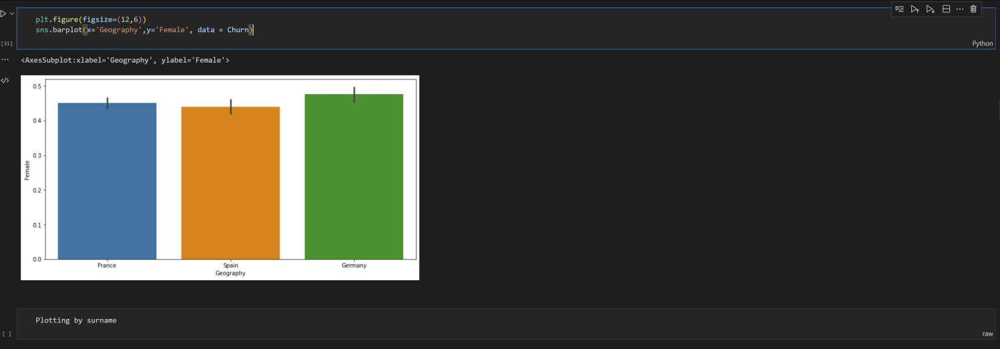 plt.figure(figsize=(12,6))
sns.barplot(x='Geography',y='Female', data = Churn)
[31]
Python
<AxesSubplot:xlabel='Geography', ylabel='Female'>
0.5
0.4
0.3
0.2
0.1
0.0
Female
France
Spain
Germany
Geography
Plotting by surname
[ ]
raw